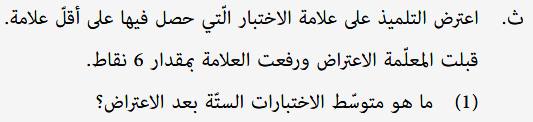 ث. اعترض التلميذ على علامة الاختبار الّتي حصل فيها على أقلّ علامة.
قبلت المعلّمة الاعتراض ورفعت العلامة بمقدار 6 نقاط.
(1) ما هو متوسّط الاختبارات الستّة بعد الاعتراض؟